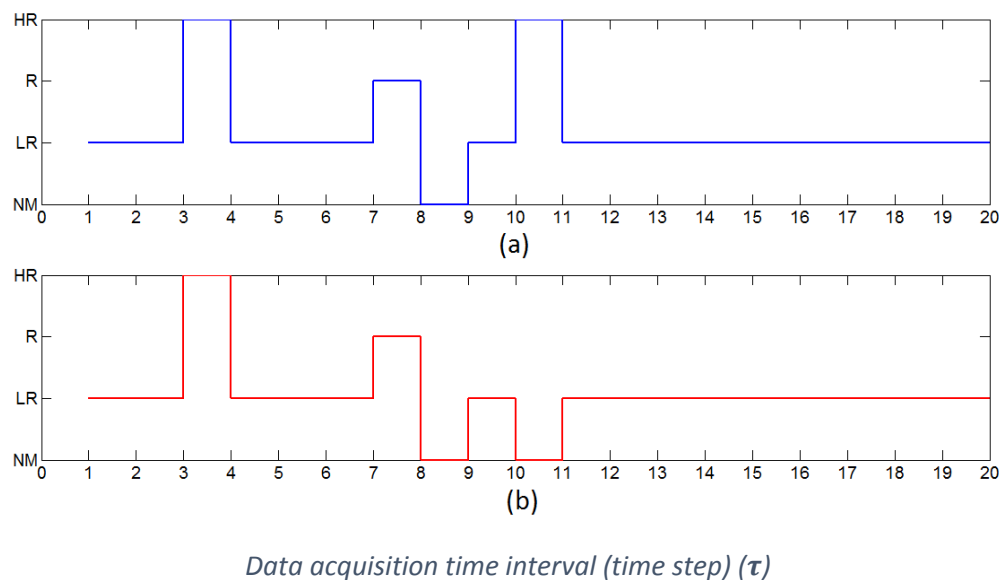 HR
R
LR
NM
0 1 2 3 4 5 6 7 8 9 10 11 12 13 14 15 16 17 18 19 20
(a)
HR
R
LR
NM
0 1 2 3 4 5 6 7 8 9 10 11 12 13 14 15 16 17 18 19 20
(b)
Data acquisition time interval (time step) (τ)